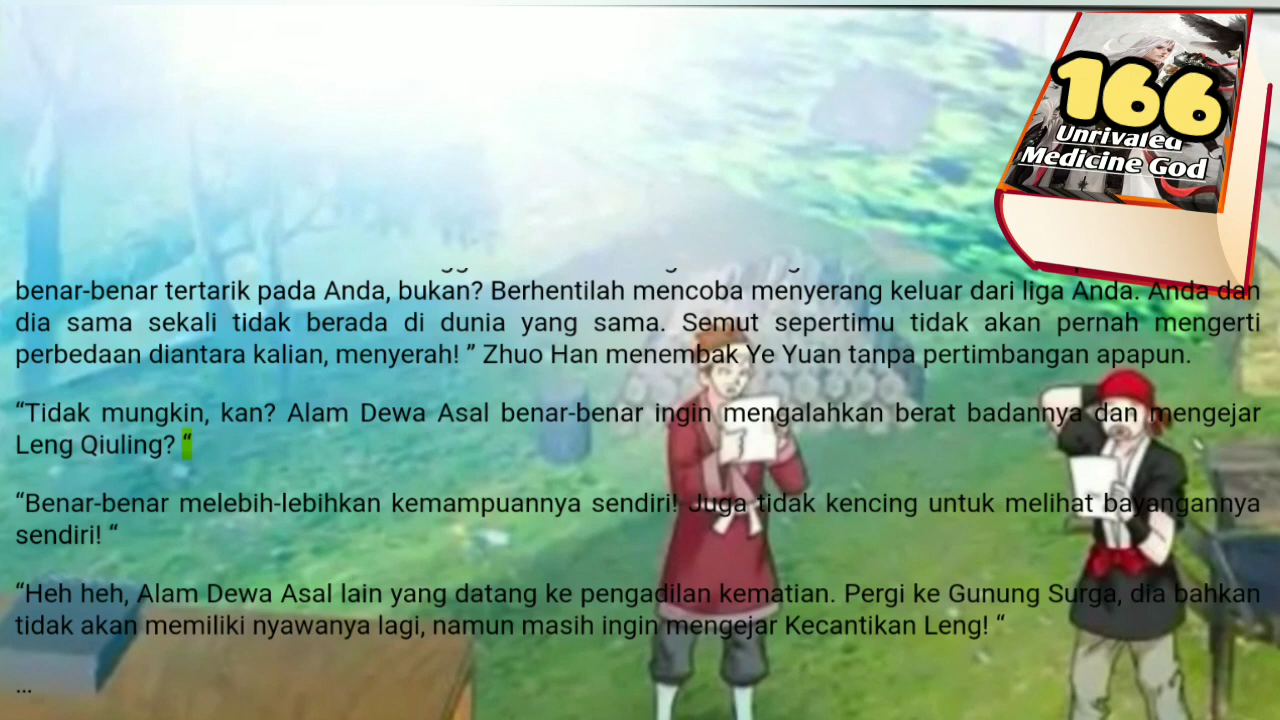 166
Unrivaled
Medicine God
benar-benar tertarik pada Anda, bukan? Berhentilah mencoba menyerang keluar dari liga Anda. Anda dan
dia sama sekali tidak berada di dunia yang sama. Semut sepertimu tidak akan pernah mengerti
perbedaan diantara kalian, menyerah! ” Zhuo Han menembak Ye Yuan tanpa pertimbangan apapun.
“Tidak mungkin, kan? Alam Dewa Asal benar-benar ingin mengalahkan berat badannya dan mengejar
Leng Qiuling? “
“Benar-benar melebih-lebihkan kemampuannya sendiri! Juga tidak kencing untuk melihat bayangannya
sendiri! “
“Heh heh, Alam Dewa Asal lain yang datang ke pengadilan kematian. Pergi ke Gunung Surga, dia bahkan
tidak akan memiliki nyawanya lagi, namun masih ingin mengejar Kecantikan Leng! “
...